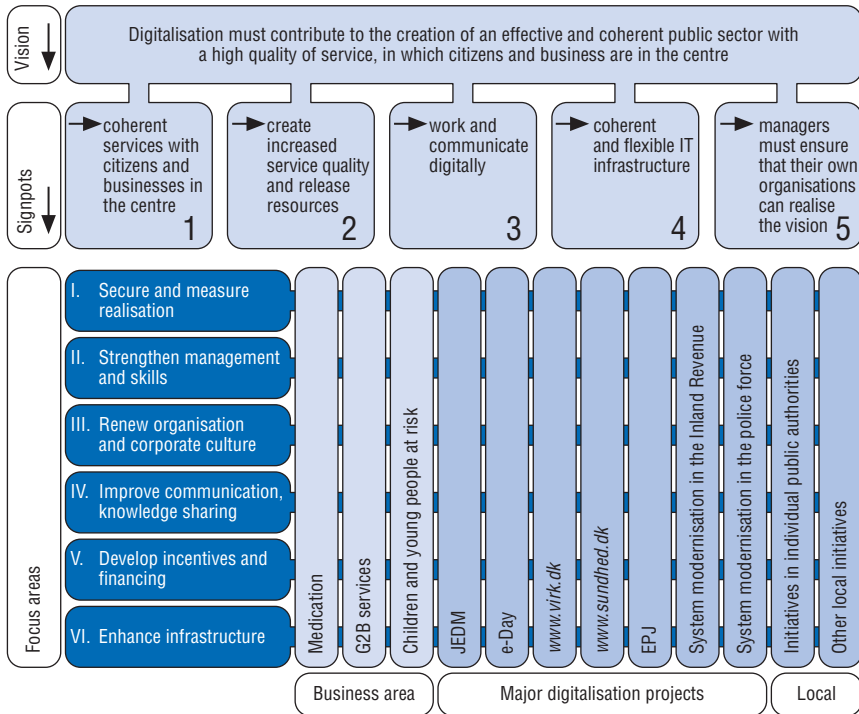 Vision
Digitalisation must contribute to the creation of an effective and coherent public sector with
a high quality of service, in which citizens and business are in the centre
Signpots
coherent
services with
citizens and
businesses in
the centre
1
create
increased
service quality
and release
resources
2
work and
communicate
digitally
3
coherent
and flexible IT
infrastructure
4
managers
must ensure
that their own
organisations
can realise
the vision
5
Focus areas
I. Secure and measure
realisation
II. Strengthen management
and skills
III. Renew organisation
and corporate culture
IV. Improve communication,
knowledge sharing
V. Develop incentives and
financing
VI. Enhance infrastructure
Medication
G2B services
Children and young people at risk
JEDM
e-Day
www.virk.dk
www.sundhed.dk
EPJ
System modernisation in the Inland Revenue
System modernisation in the police force
Initiatives in individual public authorities
Other local initiatives
Business area
Major digitalisation projects
Local